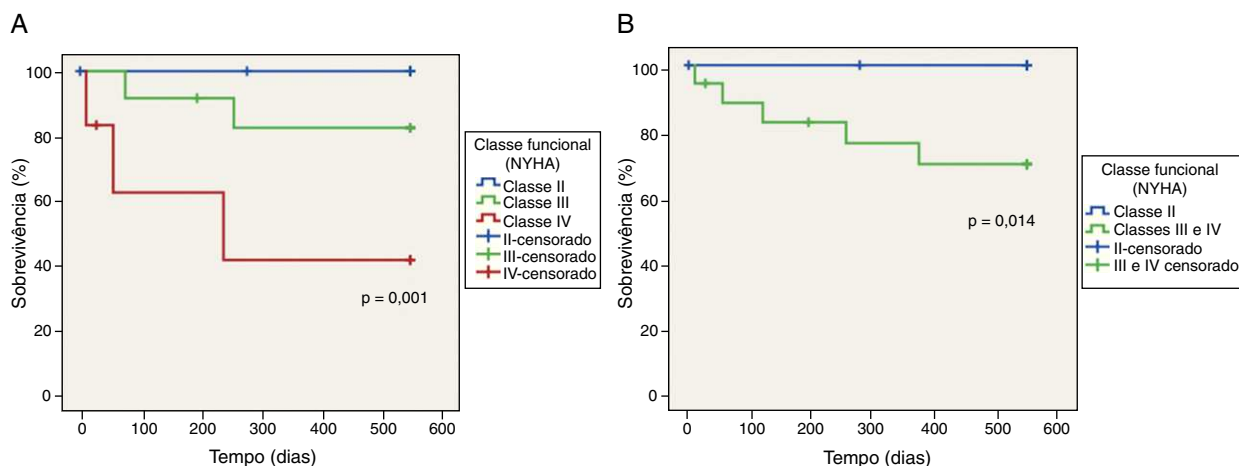 A
100
80
60
40
20
0
Sobrevivência (%)
0 100 200 300 400 500 600
Tempo (dias)
p = 0,001
Classe funcional
(NYHA)
Classe II
Classe III
Classe IV
II-censorado
III-censorado
IV-censorado
B
100
80
60
40
20
0
Sobrevivência (%)
0 100 200 300 400 500 600
Tempo (dias)
p = 0,014
Classe funcional
(NYHA)
Classe II
Classes III e IV
II-censorado
III e IV censorado